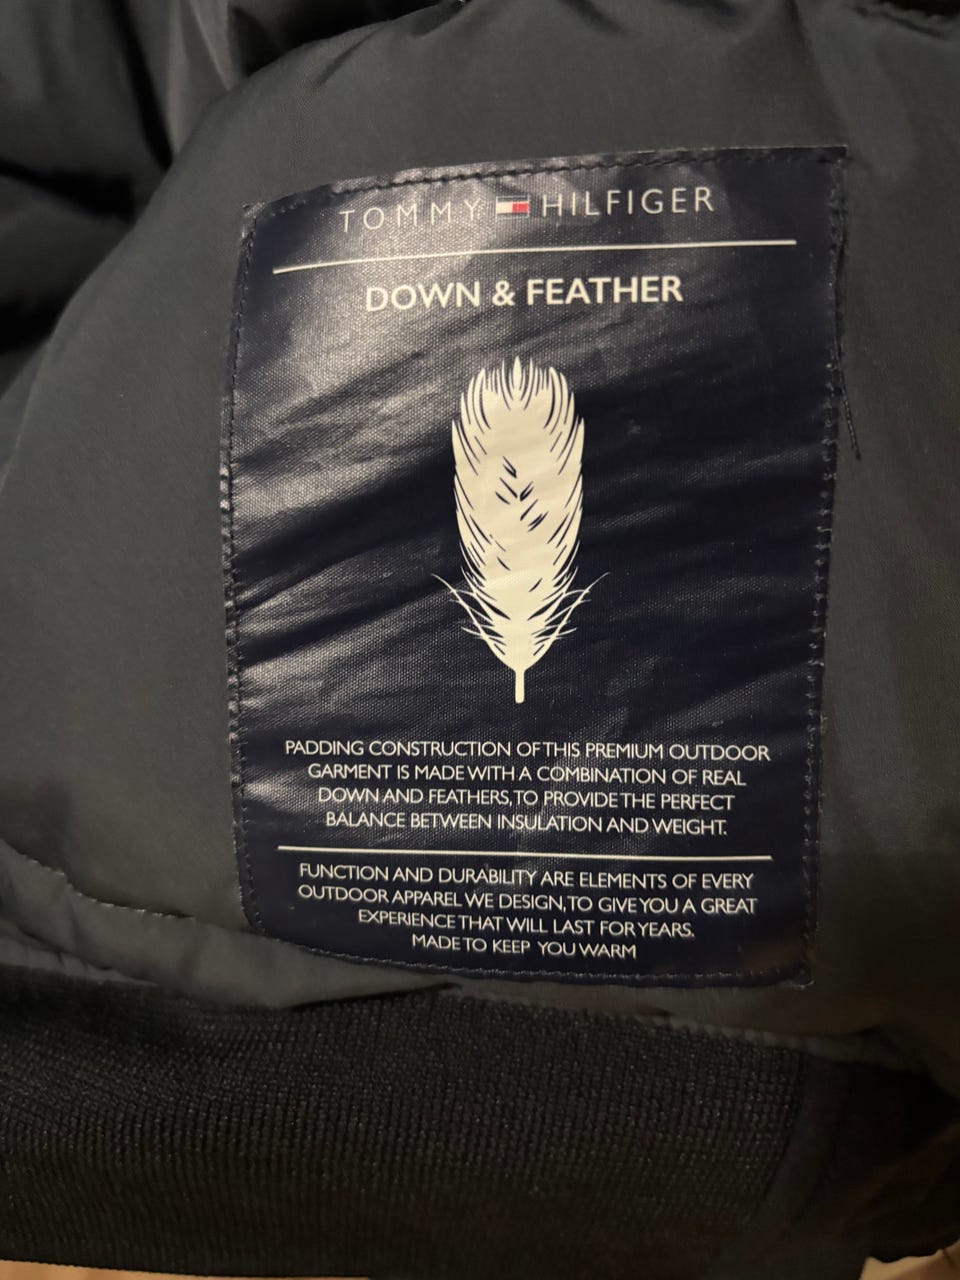 TOMMY HILFIGER
DOWN & FEATHER
PADDING CONSTRUCTION OF THIS PREMIUM OUTDOOR
GARMENT IS MADE WITH A COMBINATION OF REAL
DOWN AND FEATHERS, TO PROVIDE THE PERFECT
BALANCE BETWEEN INSULATION AND WEIGHT.
FUNCTION AND DURABILITY ARE ELEMENTS OF EVERY
OUTDOOR APPAREL WE DESIGN, TO GIVE YOU A GREAT
EXPERIENCE THAT WILL LAST FOR YEARS.
MADE TO KEEP YOU WARM